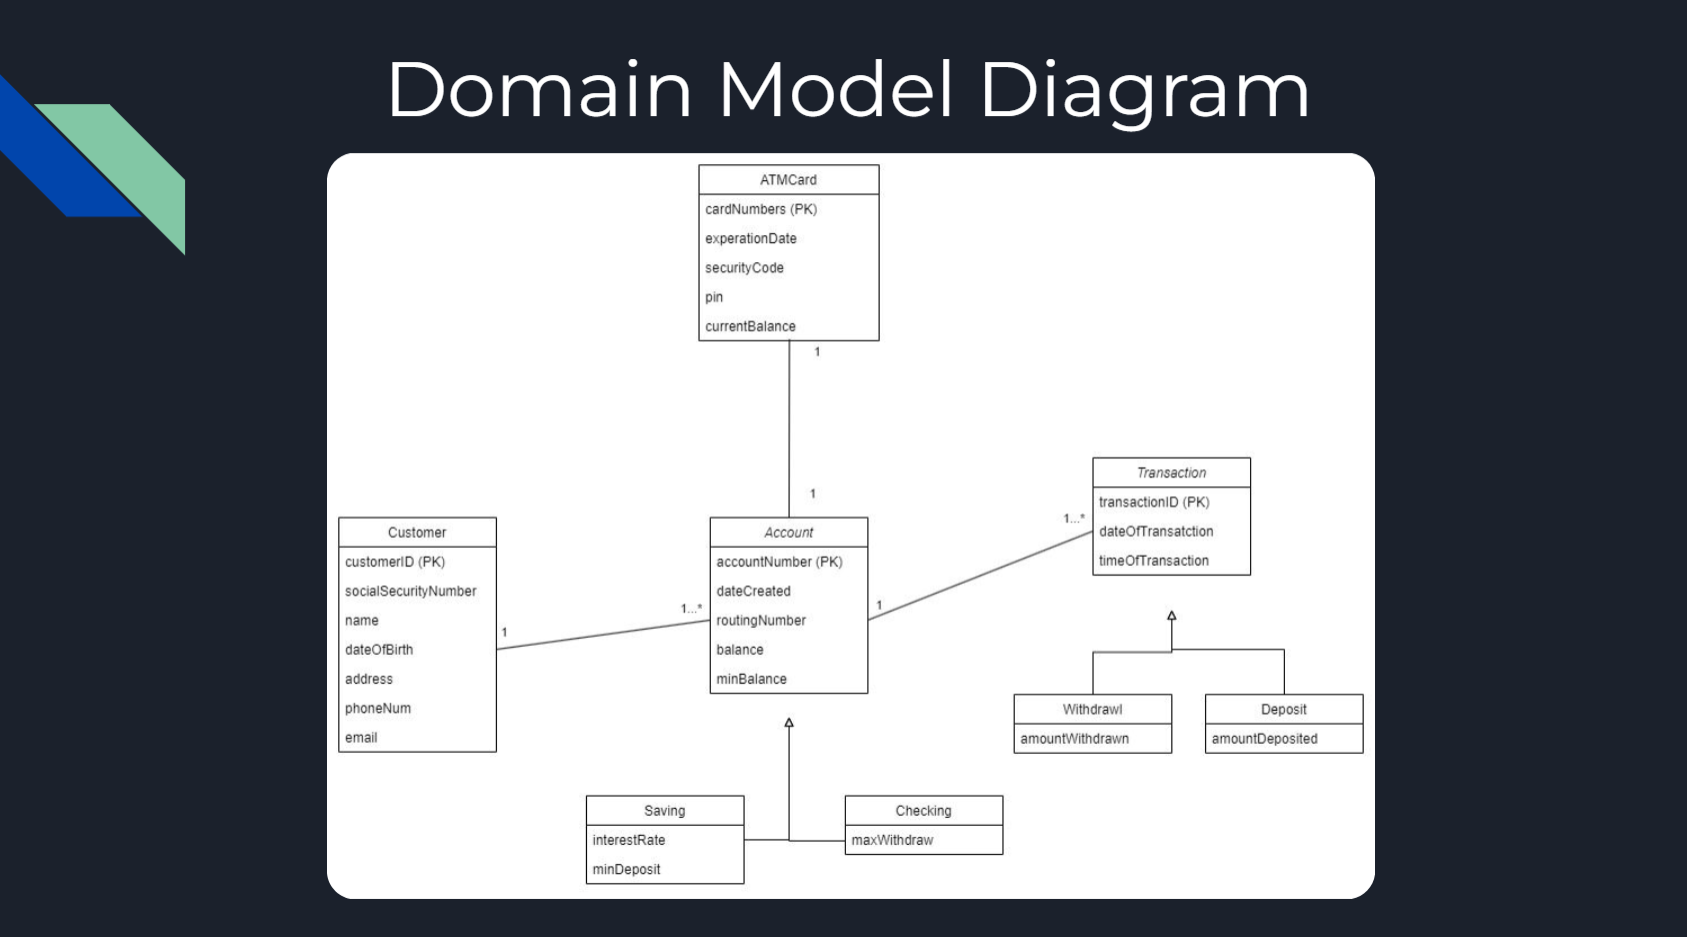 Domain Model Diagram
ATMCard
cardNumbers (PK)
experationDate
securityCode
pin
currentBalance
1
1
Customer
customerID (PK)
socialSecurityNumber
name
dateOfBirth
address
phoneNum
email
1
1...*
Account
accountNumber (PK)
dateCreated
routingNumber
balance
minBalance
1
1...*
Transaction
transactionID (PK)
dateOfTransatction
timeOfTransaction
Withdrawl
amountWithdrawn
Deposit
amountDeposited
Saving
interestRate
minDeposit
Checking
maxWithdraw